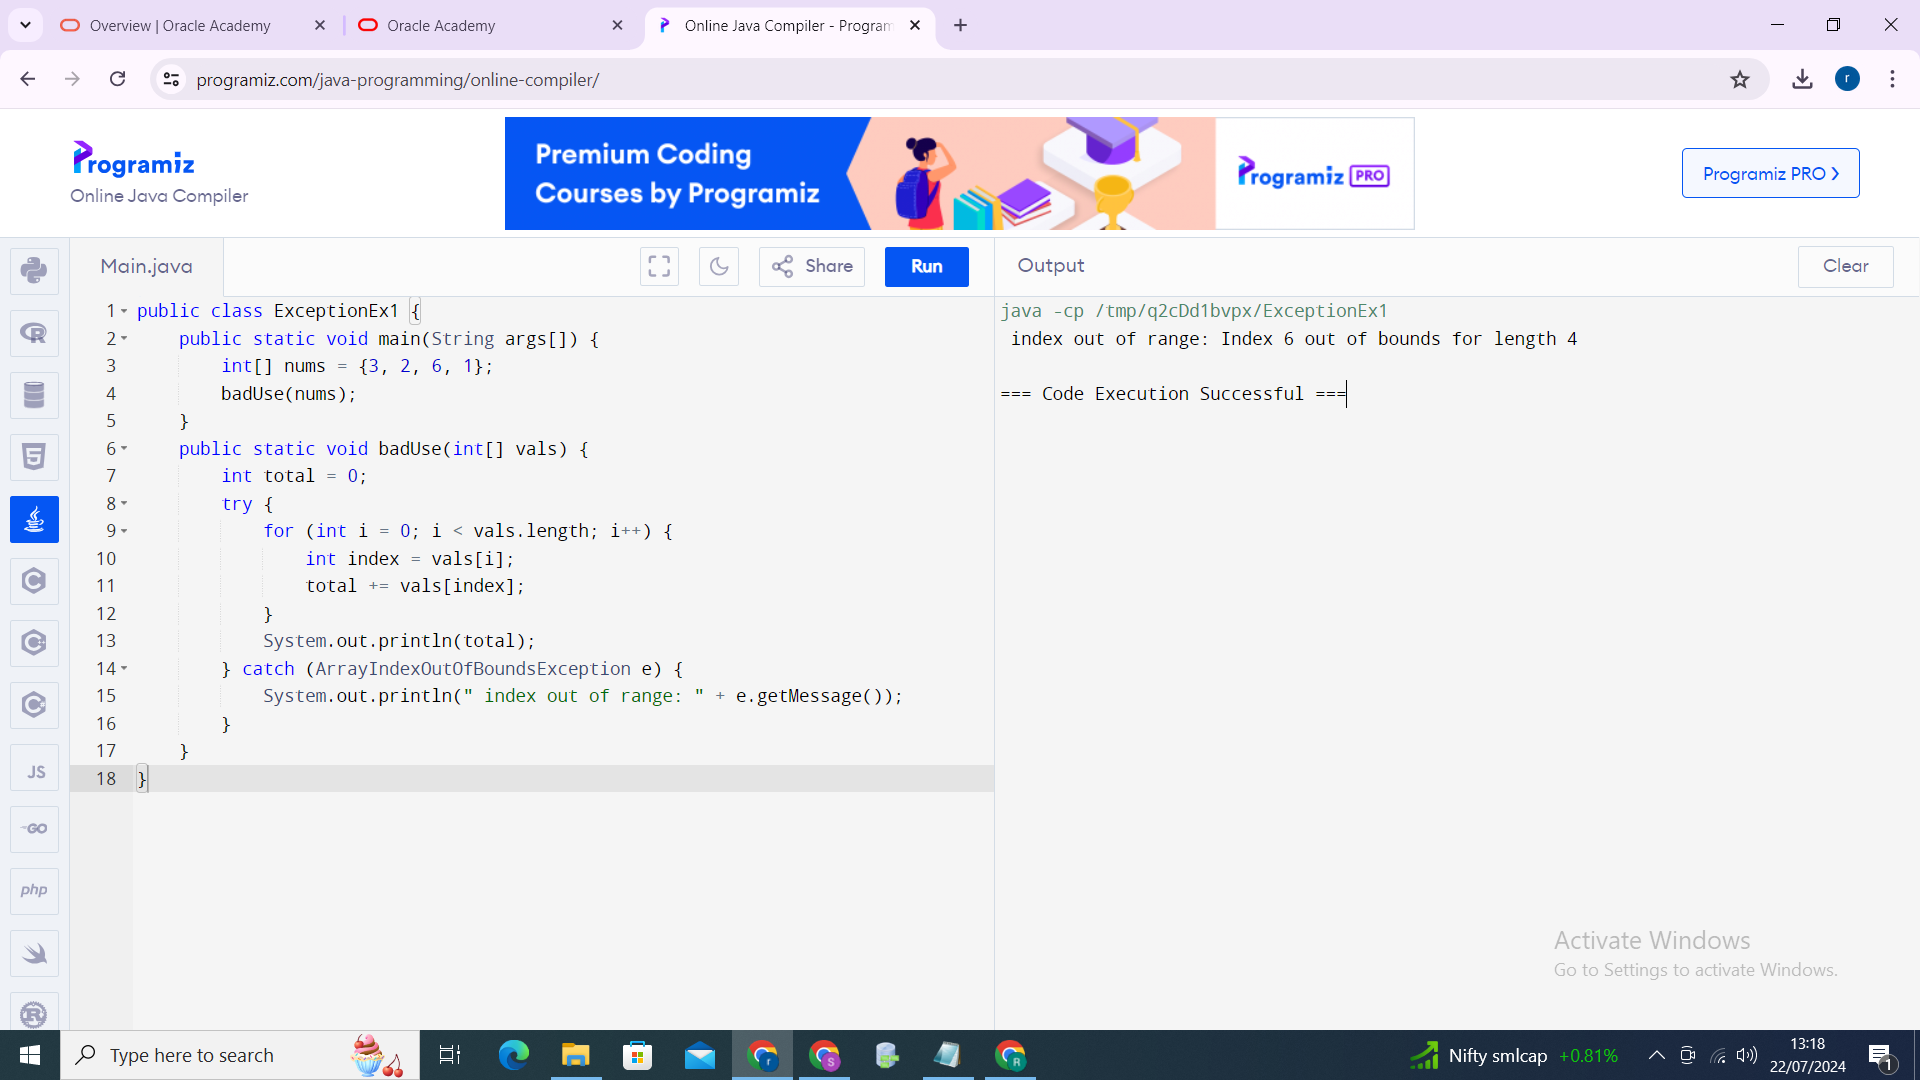 Overview | Oracle Academy
Oracle Academy
Online Java Compiler - Program
programiz.com/java-programming/online-compiler/
r
Programiz
Online Java Compiler
Premium Coding
Courses by Programiz
Programiz PRO
Programiz PRO
Main.java
Share
Run
Output
Clear
1 public class ExceptionEx1 {
2     public static void main(String args[]) {
3         int[] nums = {3, 2, 6, 1};
4         badUse(nums);
5     }
6     public static void badUse(int[] vals) {
7         int total = 0;
8         try {
9             for (int i = 0; i < vals.length; i++) {
10                 int index = vals[i];
11                 total += vals[index];
12             }
13             System.out.println(total);
14         } catch (ArrayIndexOutOfBoundsException e) {
15             System.out.println(" index out of range: " + e.getMessage());
16         }
17     }
18 }
java -cp /tmp/q2cDd1bvpx/ExceptionEx1
 index out of range: Index 6 out of bounds for length 4
=== Code Execution Successful ===
JS
GO
php
Activate Windows
Go to Settings to activate Windows.
Type here to search
Nifty smlcap +0.81%
13:18
22/07/2024
1